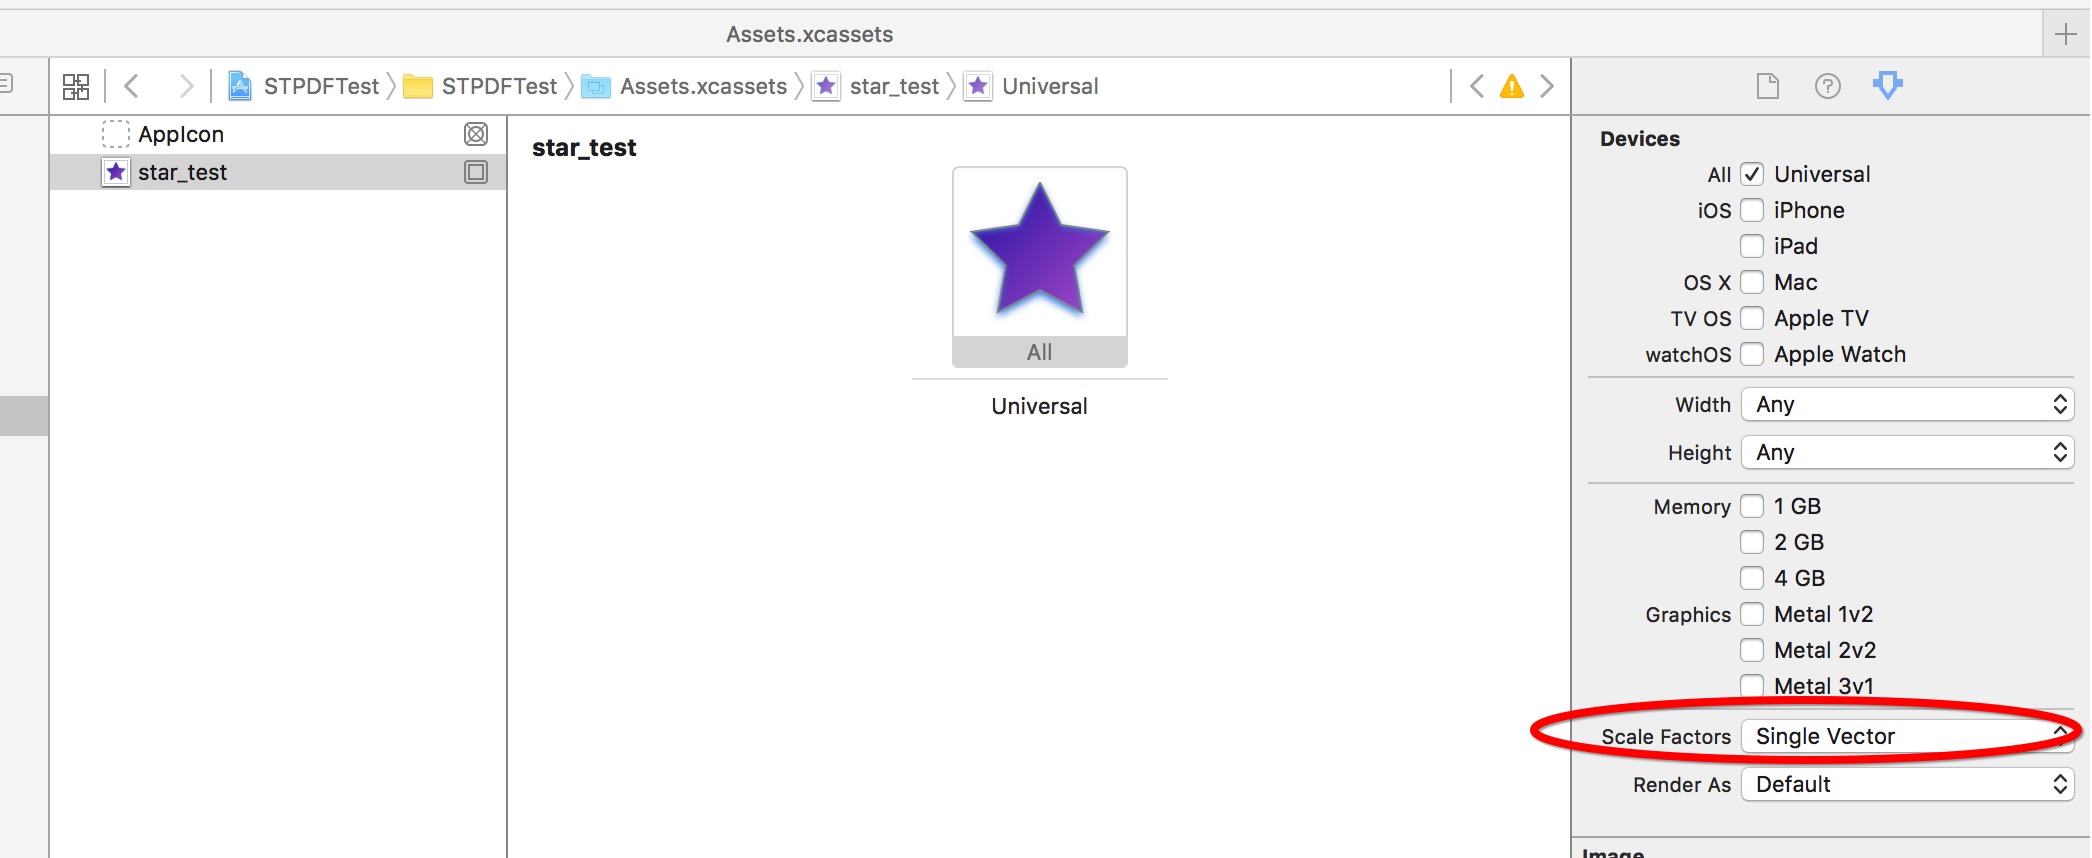 Assets.xcassets
STPDFTest STPDFTest Assets.xcassets star_test Universal
AppIcon
star_test
star_test
All
Universal
Devices
All Universal
iOS iPhone
iPad
OS X Mac
TV OS Apple TV
watchOS Apple Watch
Width Any
Height Any
Memory 1 GB
2 GB
4 GB
Graphics Metal 1v2
Metal 2v2
Metal 3v1
Scale Factors Single Vector
Render As Default
Image